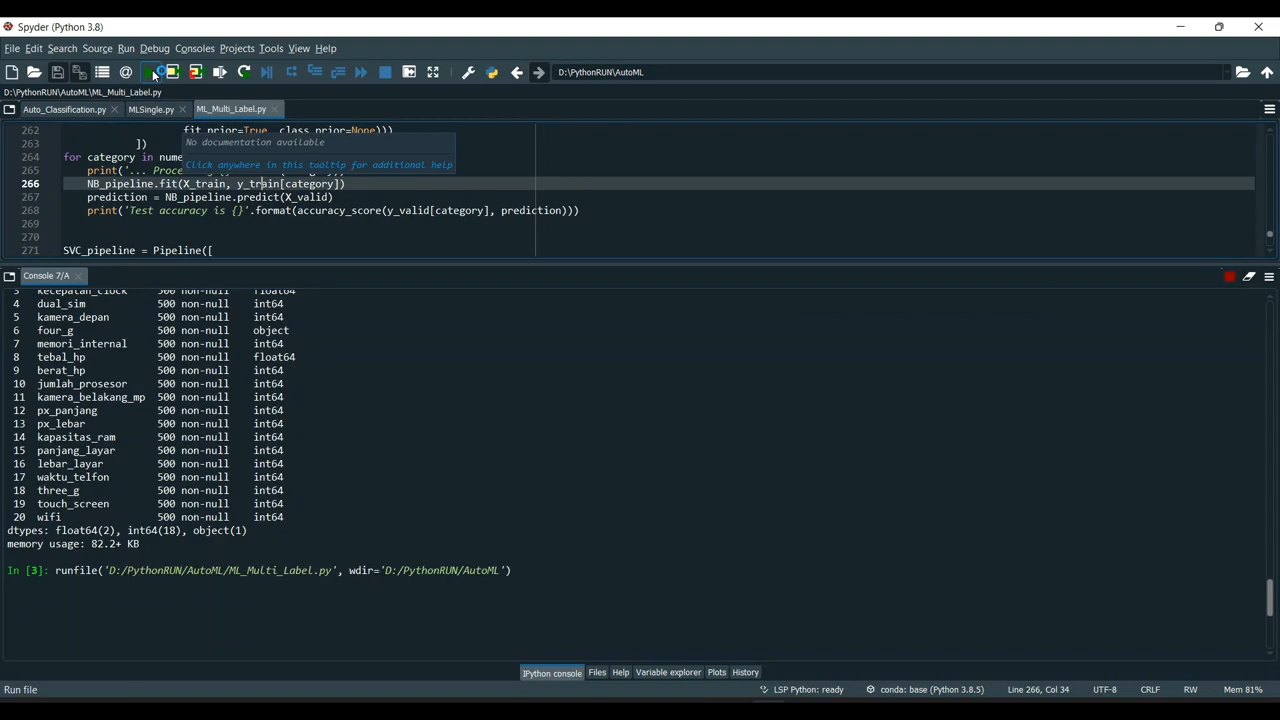 Spyder (Python 3.8)
File Edit Search Source Run Debug Consoles Projects Tools View Help
D:\PythonRUN\AutoML
D:\PythonRUN\AutoML\ML_Multi_Label.py
Auto_Classification.py MLSingle.py ML_Multi_Label.py
262 fit_prior=True, class_prior=None)))
263 ])
No documentation available
264 for category in nume
Click anywhere in this tooltip for additional help
265 print('... Proce
266 NB_pipeline.fit(X_train, y_train[category])
267 prediction = NB_pipeline.predict(X_valid)
268 print('Test accuracy is {}'.format(accuracy_score(y_valid[category], prediction)))
269
270
271 SVC_pipeline = Pipeline([
Console 7/A
3 kecepatan_clock 500 non-null float64
4 dual_sim 500 non-null int64
5 kamera_depan 500 non-null int64
6 four_g 500 non-null object
7 memori_internal 500 non-null int64
8 tebal_hp 500 non-null float64
9 berat_hp 500 non-null int64
10 jumlah_prosesor 500 non-null int64
11 kamera_belakang_mp 500 non-null int64
12 px_panjang 500 non-null int64
13 px_lebar 500 non-null int64
14 kapasitas_ram 500 non-null int64
15 panjang_layar 500 non-null int64
16 lebar_layar 500 non-null int64
17 waktu_telfon 500 non-null int64
18 three_g 500 non-null int64
19 touch_screen 500 non-null int64
20 wifi 500 non-null int64
dtypes: float64(2), int64(18), object(1)
memory usage: 82.2+ KB
In [3]: runfile('D:/PythonRUN/AutoML/ML_Multi_Label.py', wdir='D:/PythonRUN/AutoML')
IPython console Files Help Variable explorer Plots History
Run file LSP Python: ready conda: base (Python 3.8.5) Line 266, Col 34 UTF-8 CRLF RW Mem 81%